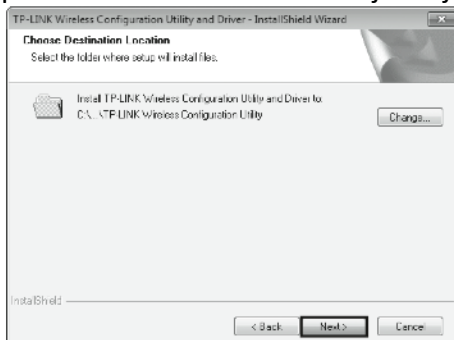 TP-LINK Wireless Configuration Utility and Driver - InstallShield Wizard
Choose Destination Location
Select the folder where setup will install files.
Install TP-LINK Wireless Configuration Utility and Driver to:
C:\...\TP-LINK Wireless Configuration Utility
Change...
InstallShield
< Back
Next >
Cancel